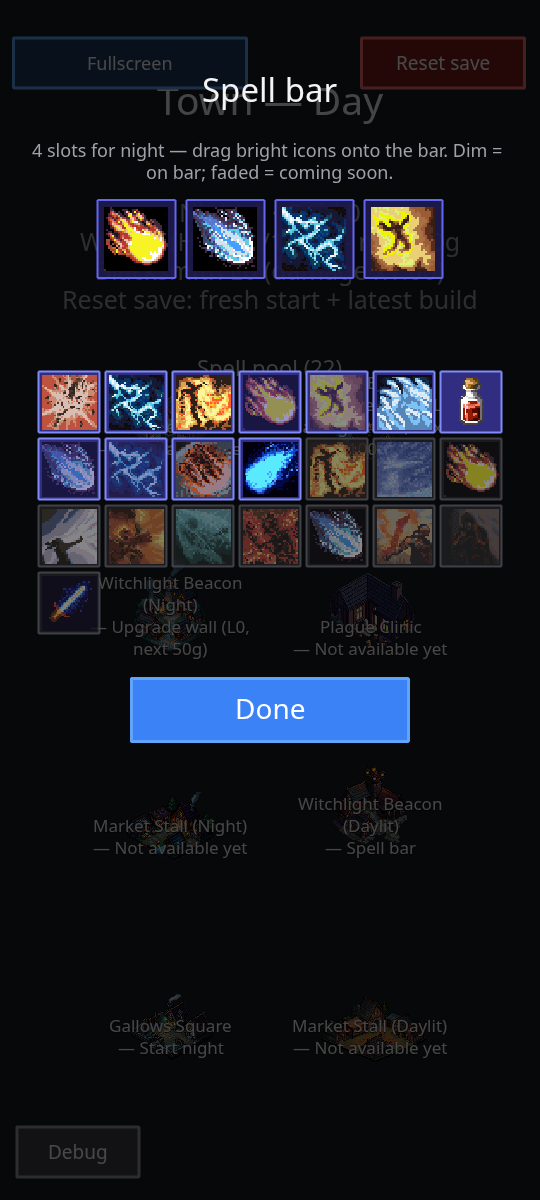 Fullscreen
Reset save
Spell bar
Town — Day
4 slots for night — drag bright icons onto the bar. Dim =
on bar; faded = coming soon.
Reset save: fresh start + latest build
Spell pool (22)
Witchlight Beacon
(Night)
— Upgrade wall (L0,
next 50g)
Plague Clinic
— Not available yet
Done
Market Stall (Night)
— Not available yet
Witchlight Beacon
(Daylit)
— Spell bar
Gallows Square
— Start night
Market Stall (Daylit)
— Not available yet
Debug